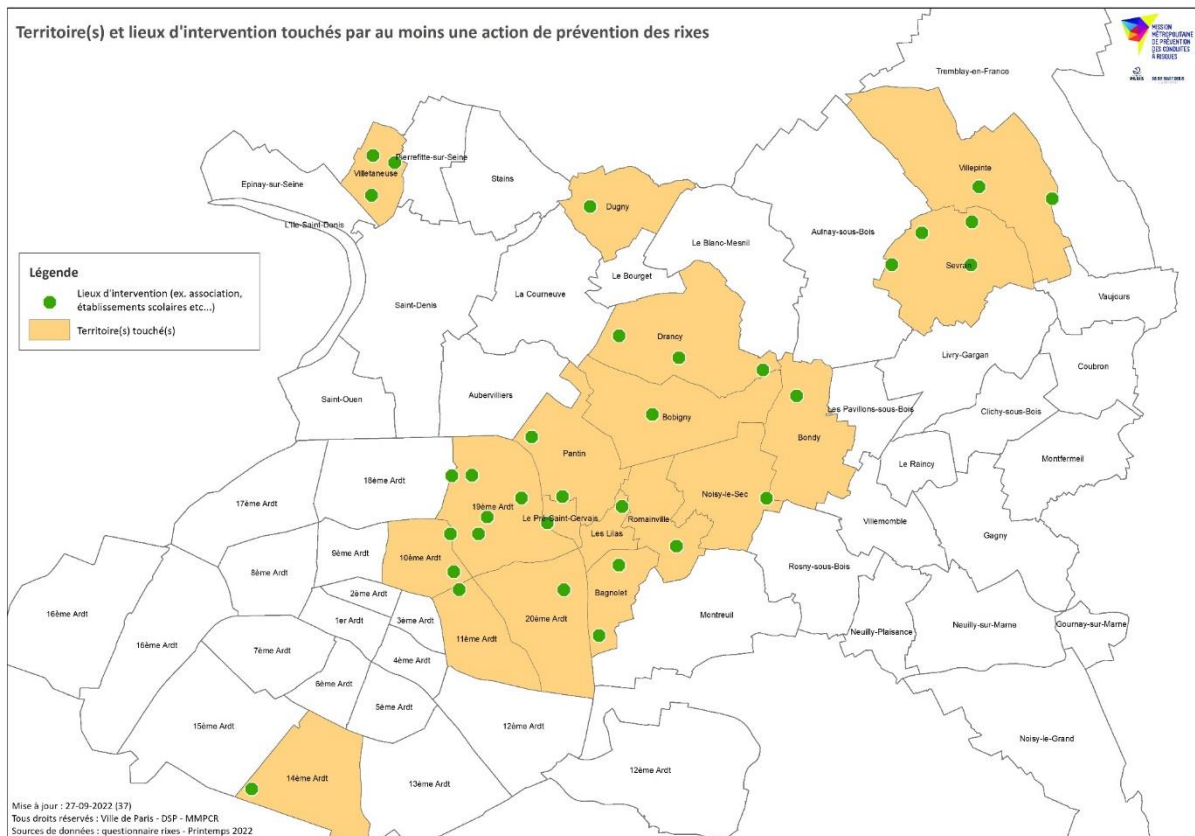 Territoire(s) et lieux d'intervention touchés par au moins une action de prévention des rixes
MISSION
MÉTROPOLITAINE
DE PRÉVENTION
DES CONDUITES
À RISQUES
PARIS
Tremblay-en-France
Epinay-sur-Seine
Villetaneuse
Pierrefitte-sur-Seine
Stains
Dugny
Villepinte
L'Ile-Saint-Denis
Le Blanc-Mesnil
Aulnay-sous-Bois
Sevran
Légende
Lieux d'intervention (ex. association,
établissements scolaires etc...)
Territoire(s) touché(s)
Saint-Denis
La Courneuve
Le Bourget
Vaujours
Drancy
Livry-Gargan
Coubron
Saint-Ouen
Aubervilliers
Bobigny
Les Pavillons-sous-Bois
Clichy-sous-Bois
Bondy
Pantin
Le Raincy
Montfermeil
18ème Ardt
17ème Ardt
19ème Ardt
Le Pré-Saint-Gervais
Les Lilas
Romainville
Noisy-le-Sec
Villemomble
Gagny
9ème Ardt
10ème Ardt
8ème Ardt
Rosny-sous-Bois
2ème Ardt
Bagnolet
16ème Ardt
16ème Ardt
1er Ardt
3ème Ardt
11ème Ardt
20ème Ardt
Montreuil
Neuilly-Plaisance
Neuilly-sur-Marne
Gournay-sur-Marne
7ème Ardt
4ème Ardt
6ème Ardt
5ème Ardt
15ème Ardt
12ème Ardt
Noisy-le-Grand
14ème Ardt
13ème Ardt
12ème Ardt
Mise à jour : 27-09-2022 (37)
Tous droits réservés : Ville de Paris - DSP - MMPCR
Sources de données : questionnaire rixes - Printemps 2022